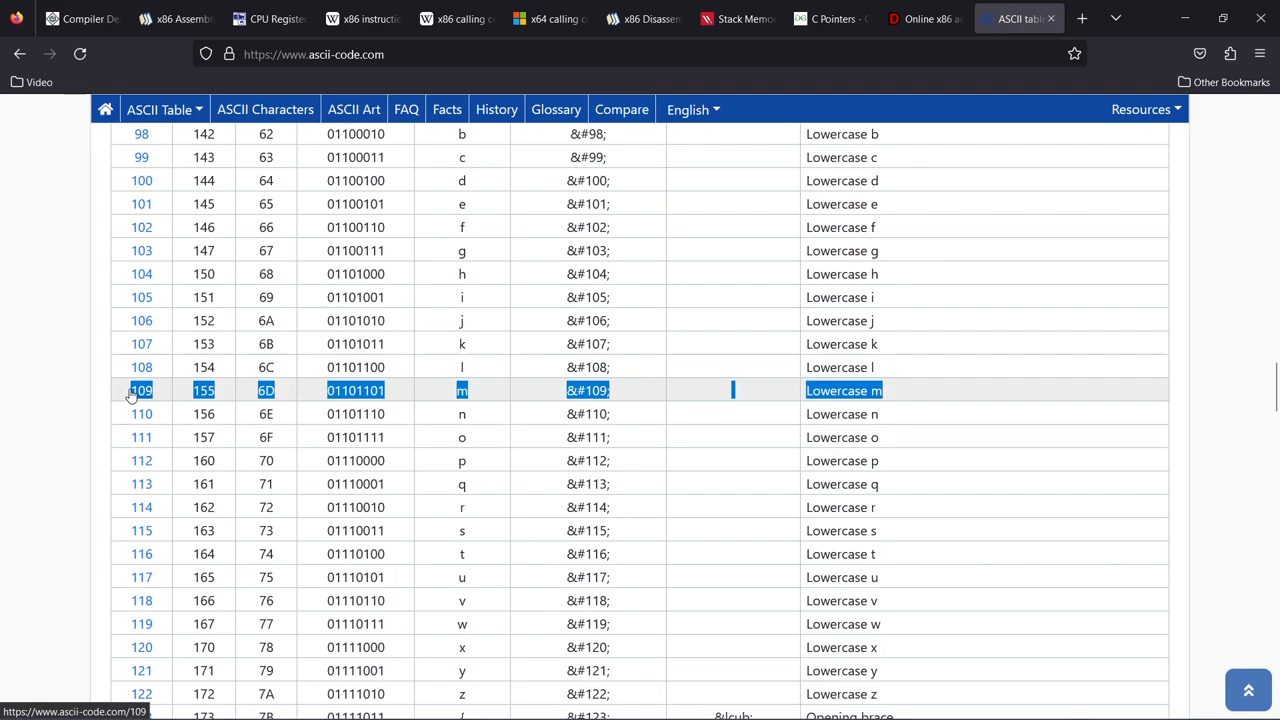 Compiler De
x86 Assemb
CPU Register
x86 instructio
x86 calling co
x64 calling c
x86 Disassem
Stack Memo
C Pointers - G
Online x86 a
ASCII table
https://www.ascii-code.com
Video
Other Bookmarks
ASCII Table ASCII Characters ASCII Art FAQ Facts History Glossary Compare English Resources
98 142 62 01100010 b &#98; Lowercase b
99 143 63 01100011 c &#99; Lowercase c
100 144 64 01100100 d &#100; Lowercase d
101 145 65 01100101 e &#101; Lowercase e
102 146 66 01100110 f &#102; Lowercase f
103 147 67 01100111 g &#103; Lowercase g
104 150 68 01101000 h &#104; Lowercase h
105 151 69 01101001 i &#105; Lowercase i
106 152 6A 01101010 j &#106; Lowercase j
107 153 6B 01101011 k &#107; Lowercase k
108 154 6C 01101100 l &#108; Lowercase l
109 155 6D 01101101 m &#109; Lowercase m
110 156 6E 01101110 n &#110; Lowercase n
111 157 6F 01101111 o &#111; Lowercase o
112 160 70 01110000 p &#112; Lowercase p
113 161 71 01110001 q &#113; Lowercase q
114 162 72 01110010 r &#114; Lowercase r
115 163 73 01110011 s &#115; Lowercase s
116 164 74 01110100 t &#116; Lowercase t
117 165 75 01110101 u &#117; Lowercase u
118 166 76 01110110 v &#118; Lowercase v
119 167 77 01110111 w &#119; Lowercase w
120 170 78 01111000 x &#120; Lowercase x
121 171 79 01111001 y &#121; Lowercase y
122 172 7A 01111010 z &#122; Lowercase z
173 7B 01111011 { &#123; &lcub; Opening brace
https://www.ascii-code.com/109